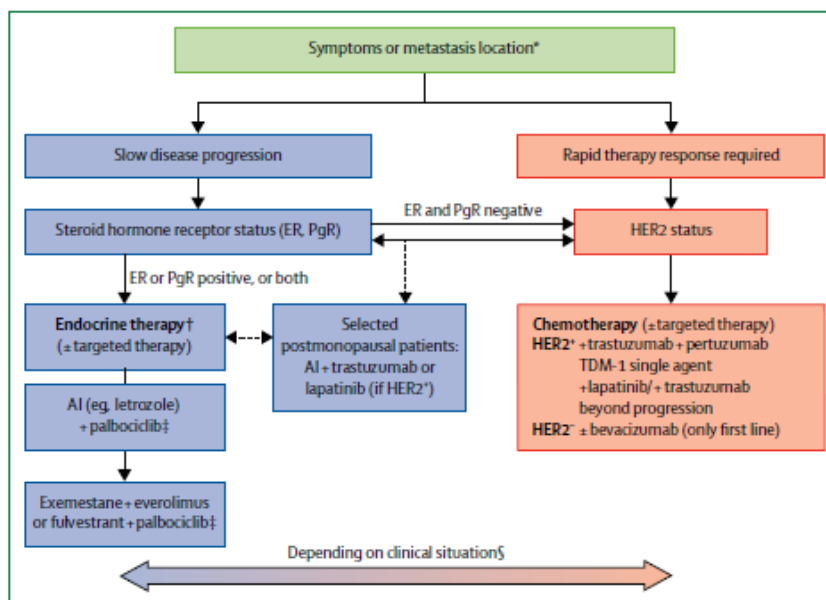 Symptoms or metastasis location*
Slow disease progression
Rapid therapy response required
Steroid hormone receptor status (ER, PgR)
ER and PgR negative
HER2 status
ER or PgR positive, or both
Endocrine therapy†
(±targeted therapy)
Selected
postmonopausal patients:
AI+trastuzumab or
lapatinib (if HER2⁺)
Chemotherapy (±targeted therapy)
HER2⁺ +trastuzumab+pertuzumab
TDM-1 single agent
+lapatinib/+trastuzumab
beyond progression
HER2⁻ ±bevacizumab (only first line)
AI (eg, letrozole)
+palbociclib‡
Exemestane+everolimus
or fulvestrant+palbociclib‡
Depending on clinical situation§